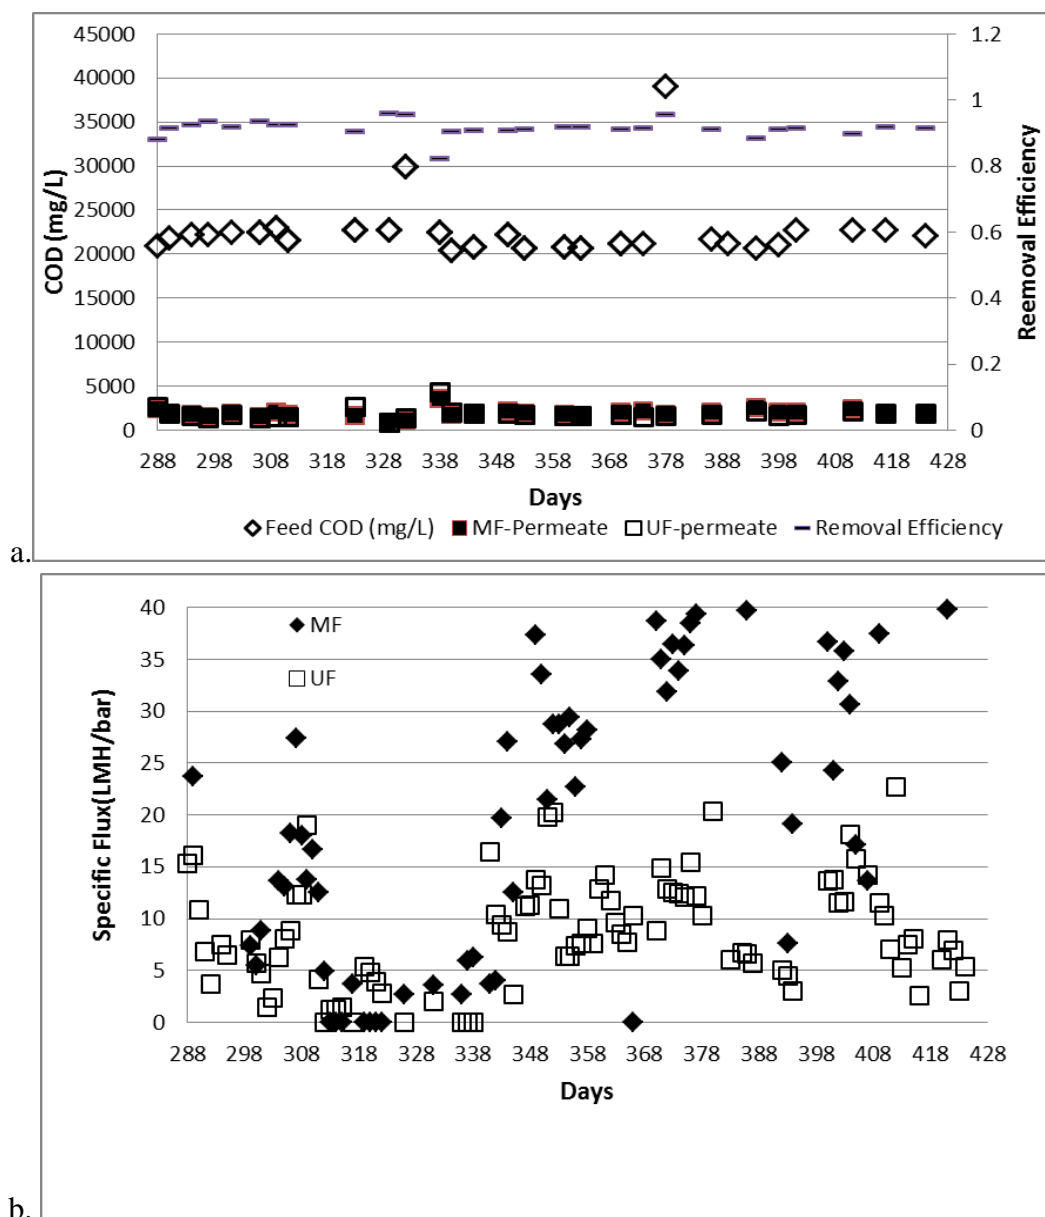 45000 1.2
40000 1
35000
30000 0.8
25000 0.6
20000
15000 0.4
10000
5000 0.2
0 0
COD (mg/L)
Reemoval Efficiency
288 298 308 318 328 338 348 358 368 378 388 398 408 418 428
Days
Feed COD (mg/L) MF-Permeate UF-permeate Removal Efficiency
a.
40
35
30
25
20
15
10
5
0
Specific Flux(LMH/bar)
MF
UF
288 298 308 318 328 338 348 358 368 378 388 398 408 418 428
Days
b.